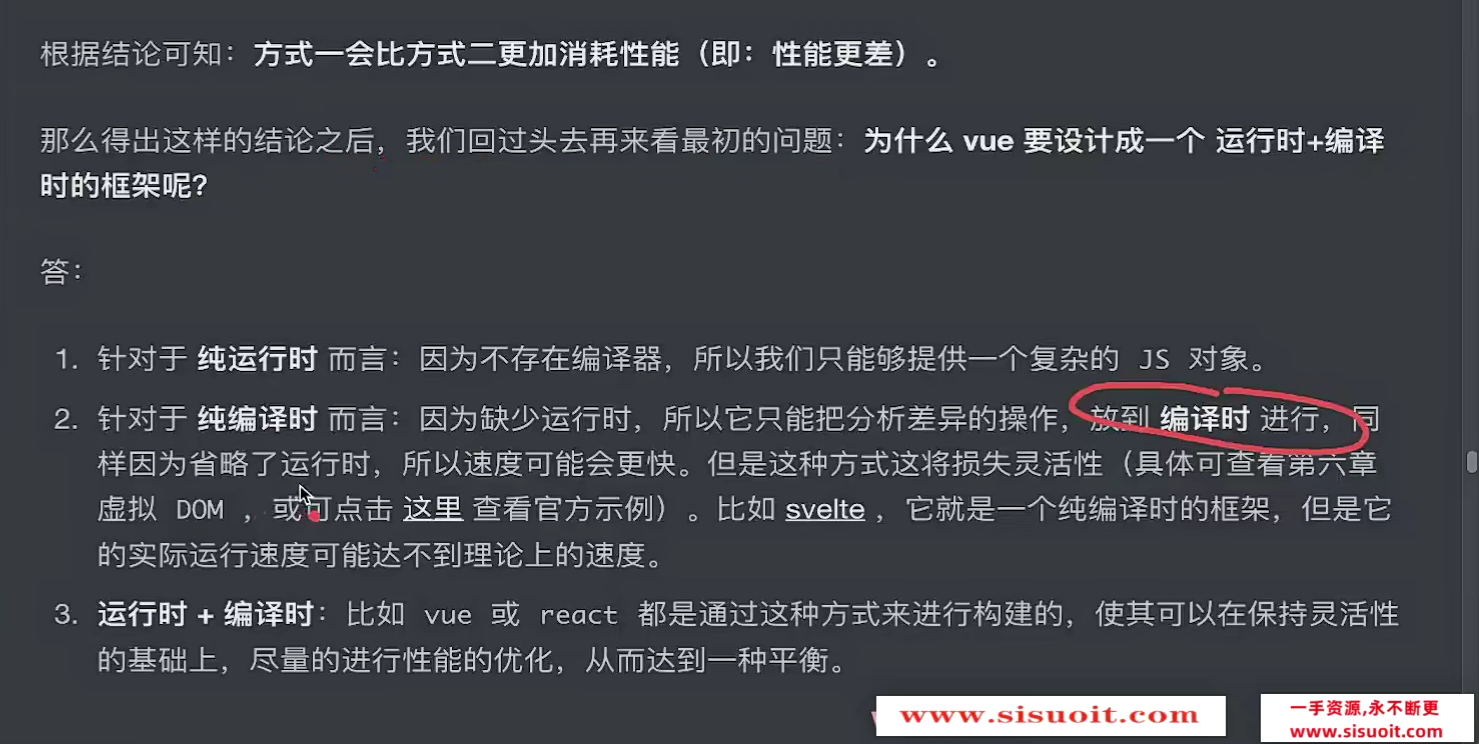 根据结论可知：方式一会比方式二更加消耗性能（即：性能更差）。
那么得出这样的结论之后，我们回过头去再来看最初的问题：为什么 vue 要设计成一个 运行时+编译
时的框架呢？
答：
1. 针对于 纯运行时 而言：因为不存在编译器，所以我们只能够提供一个复杂的 JS 对象。
2. 针对于 纯编译时 而言：因为缺少运行时，所以它只能把分析差异的操作，放到 编译时 进行，同
样因为省略了运行时，所以速度可能会更快。但是这种方式这将损失灵活性（具体可查看第六章
虚拟 DOM ，或可点击 这里 查看官方示例）。比如 svelte ，它就是一个纯编译时的框架，但是它
的实际运行速度可能达不到理论上的速度。
3. 运行时 + 编译时：比如 vue 或 react 都是通过这种方式来进行构建的，使其可以在保持灵活性
的基础上，尽量的进行性能的优化，从而达到一种平衡。
www.sisuoit.com
一手资源,永不断更
www.sisuoit.com